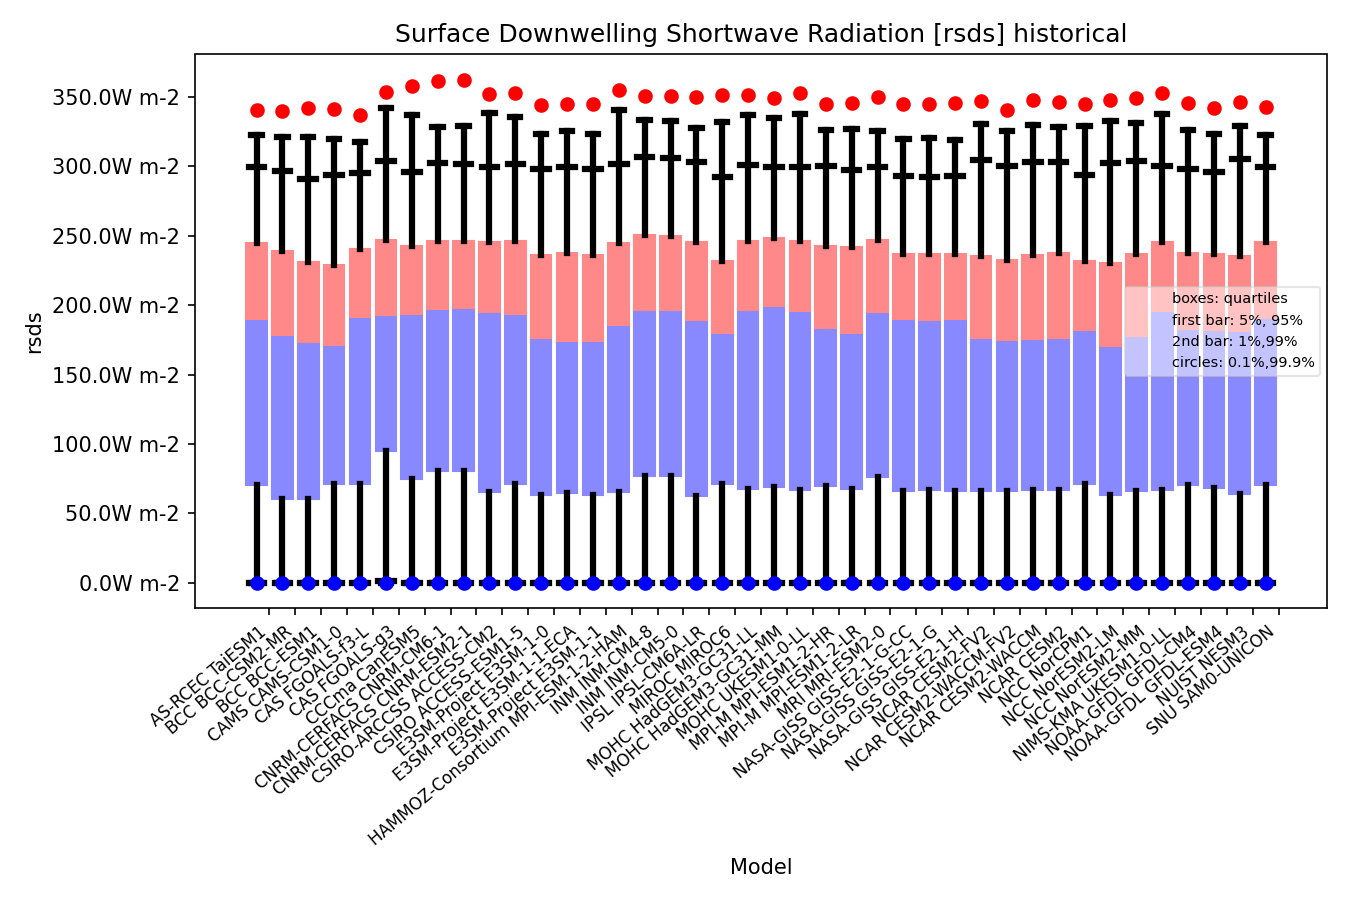 Surface Downwelling Shortwave Radiation [rsds] historical
350.0W m-2
300.0W m-2
250.0W m-2
200.0W m-2
150.0W m-2
100.0W m-2
50.0W m-2
0.0W m-2
rsds
boxes: quartiles
first bar: 5%, 95%
2nd bar: 1%,99%
circles: 0.1%,99.9%
AS-RCEC TaiESM1
BCC BCC-CSM2-MR
BCC BCC-ESM1
CAMS CAMS-CSM1-0
CAS FGOALS-f3-L
CAS FGOALS-g3
CCCma CanESM5
CNRM-CERFACS CNRM-CM6-1
CNRM-CERFACS CNRM-ESM2-1
CSIRO-ARCCSS ACCESS-CM2
CSIRO ACCESS-ESM1-5
E3SM-Project E3SM-1-0
E3SM-Project E3SM-1-1-ECA
E3SM-Project E3SM-1-1
HAMMOZ-Consortium MPI-ESM-1-2-HAM
INM INM-CM4-8
INM INM-CM5-0
IPSL IPSL-CM6A-LR
MIROC MIROC6
MOHC HadGEM3-GC31-LL
MOHC HadGEM3-GC31-MM
MOHC UKESM1-0-LL
MPI-M MPI-ESM1-2-HR
MPI-M MPI-ESM1-2-LR
MRI MRI-ESM2-0
NASA-GISS GISS-E2-1-G-CC
NASA-GISS GISS-E2-1-G
NASA-GISS GISS-E2-1-H
NCAR CESM2-FV2
NCAR CESM2-WACCM-FV2
NCAR CESM2-WACCM
NCAR CESM2
NCC NorCPM1
NCC NorESM2-LM
NCC NorESM2-MM
NIMS-KMA UKESM1-0-LL
NOAA-GFDL GFDL-CM4
NOAA-GFDL GFDL-ESM4
NUIST NESM3
SNU SAM0-UNICON
Model